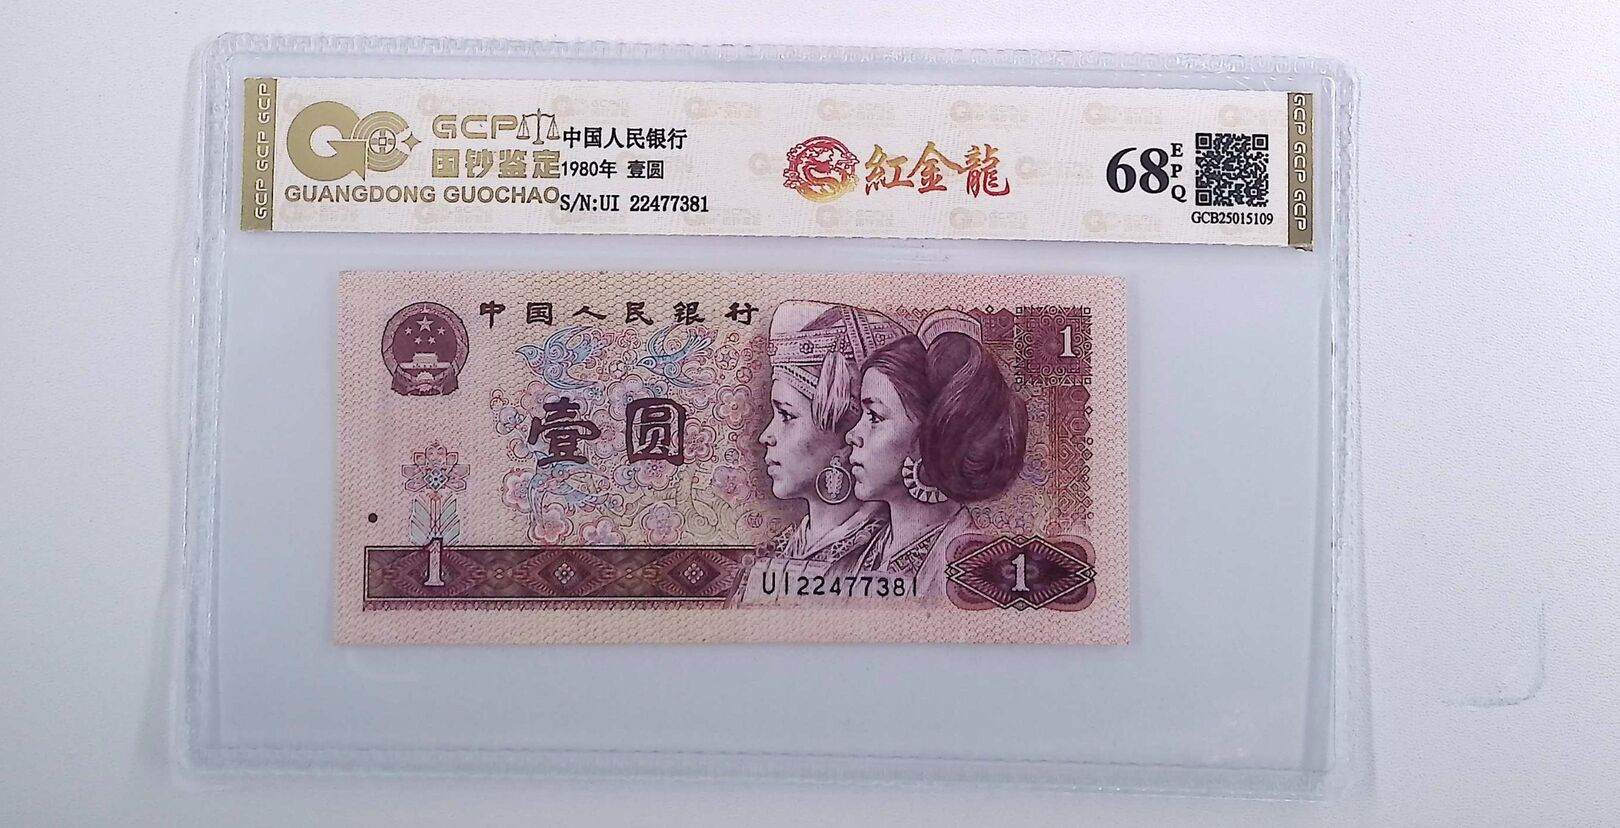 GCP GCP GCP
GCP
国钞鉴定
GUANGDONG GUOCHAO
中国人民银行
1980年 壹圆
S/N:UI 22477381
紅金龍
68
EPQ
GCB25015109
GCP GCP GCP
中国人民银行
1
壹圆
1
UI22477381
1